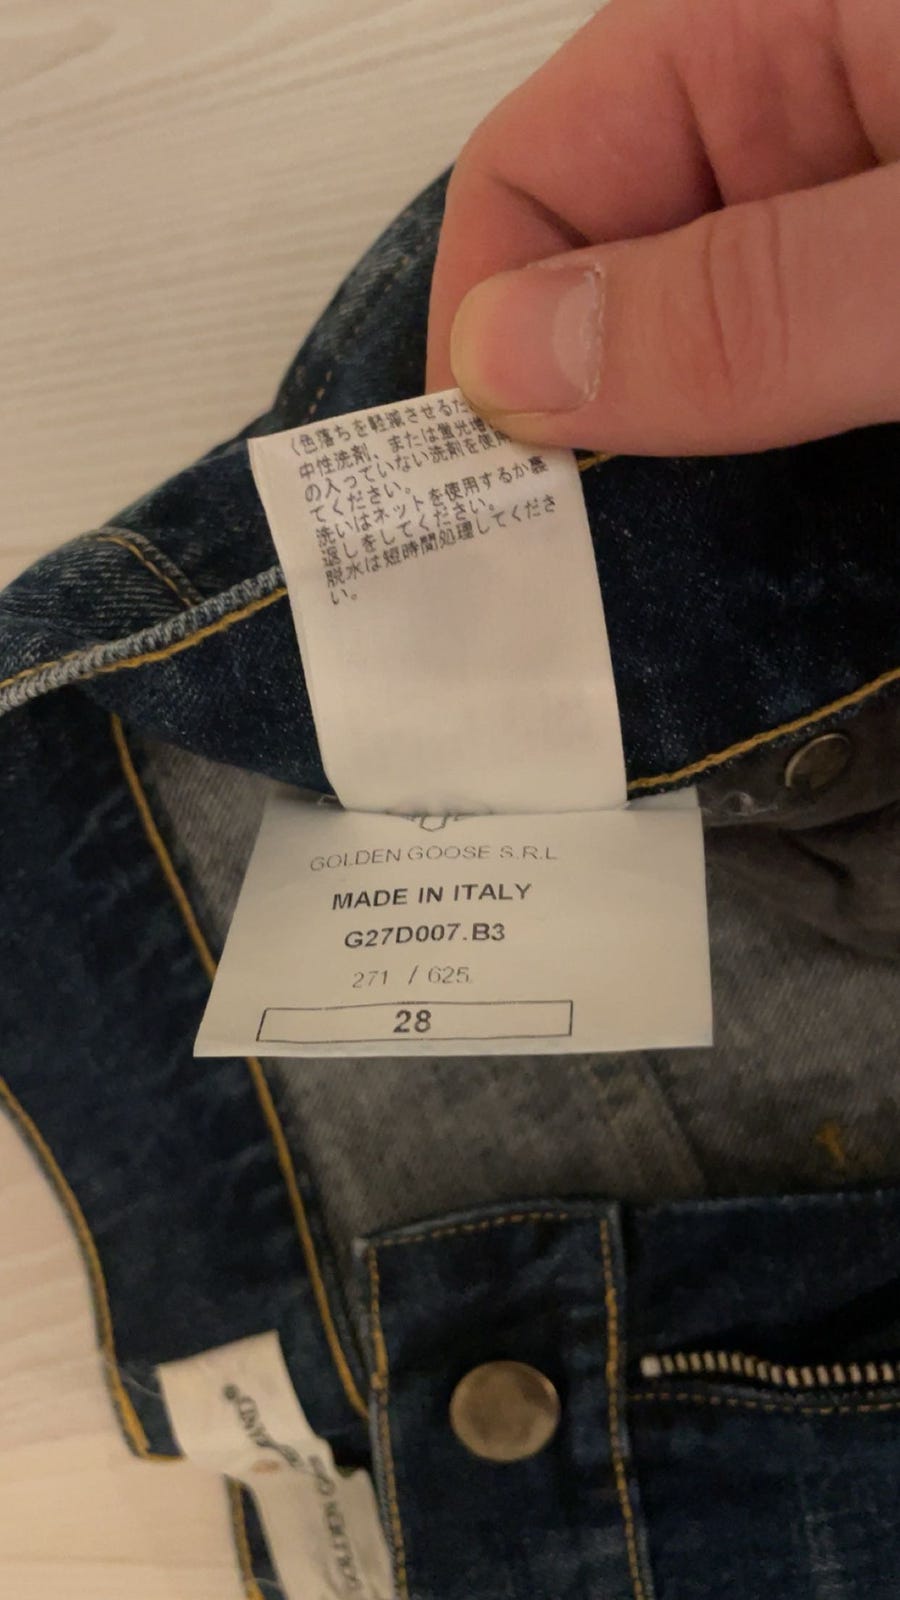 (色落ちを軽減させるた
中性洗剤、または蛍光増
の入っていない洗剤を使用
てください。
洗いはネットを使用するか裏
返しをしてください。
脱水は短時間処理してくださ
い。
GOLDEN GOOSE S.R.L
MADE IN ITALY
G27D007.B3
271 / 625
28